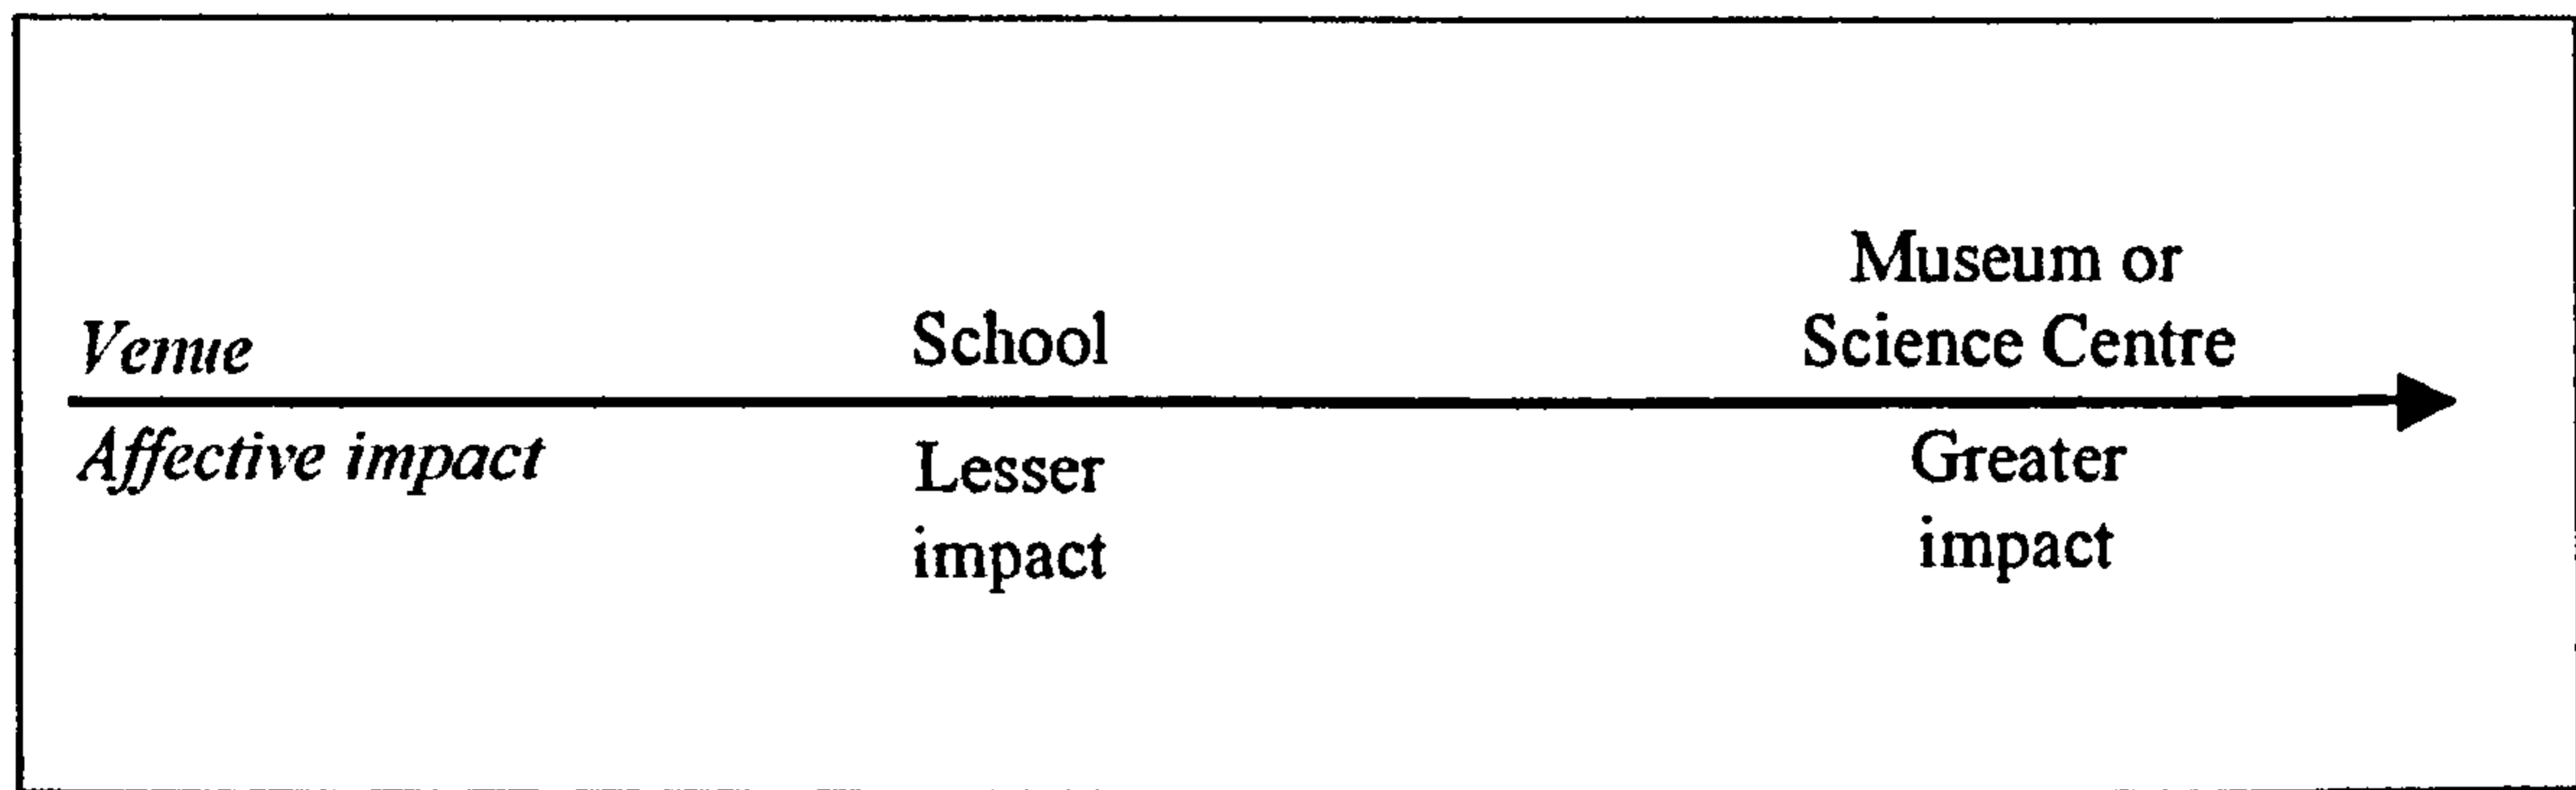 Venue
School
Museum or
Science Centre
Affective impact
Lesser
impact
Greater
impact